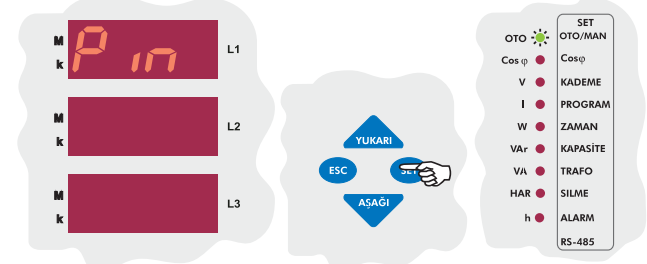 M
k
P in
L1
M
k
L2
M
k
L3
YUKARI
ESC
SET
AŞAĞI
SET
OTO OTO/MAN
Cos φ Cosφ
V KADEME
I PROGRAM
W ZAMAN
VAr KAPASİTE
VA TRAFO
HAR SİLME
h ALARM
RS-485